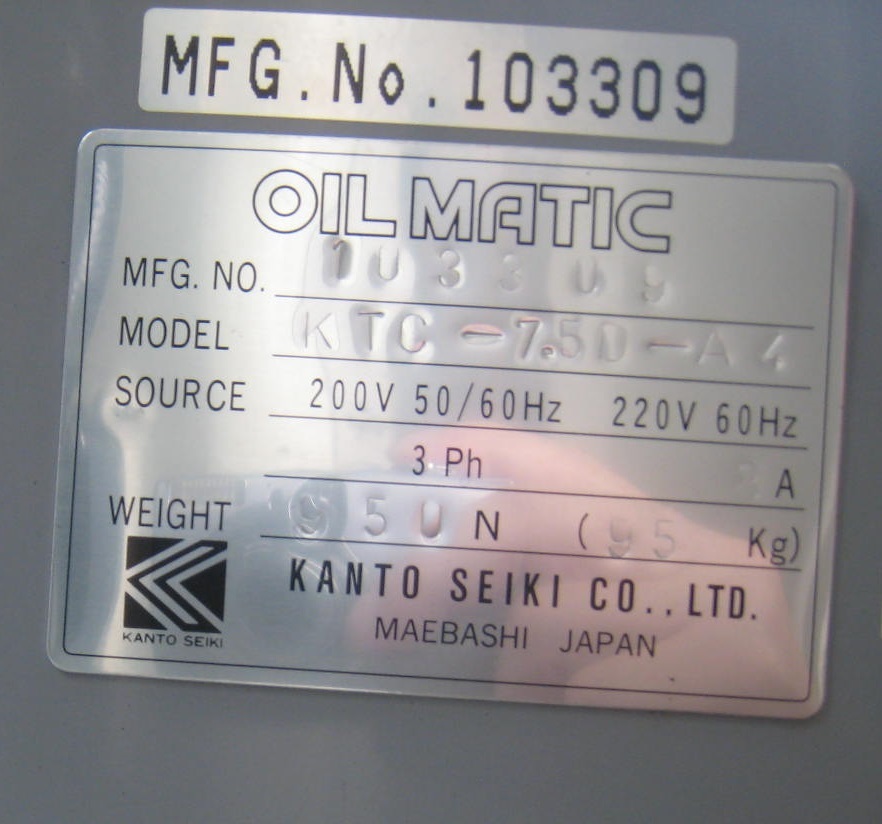 MFG.No.103309
OILMATIC
MFG. NO. 103309
MODEL KTC-7.5D-A4
SOURCE 200V 50/60Hz 220V 60Hz
3 Ph A
WEIGHT 950 N (95 Kg)
KANTO SEIKI CO.,LTD.
KANTO SEIKI
MAEBASHI JAPAN